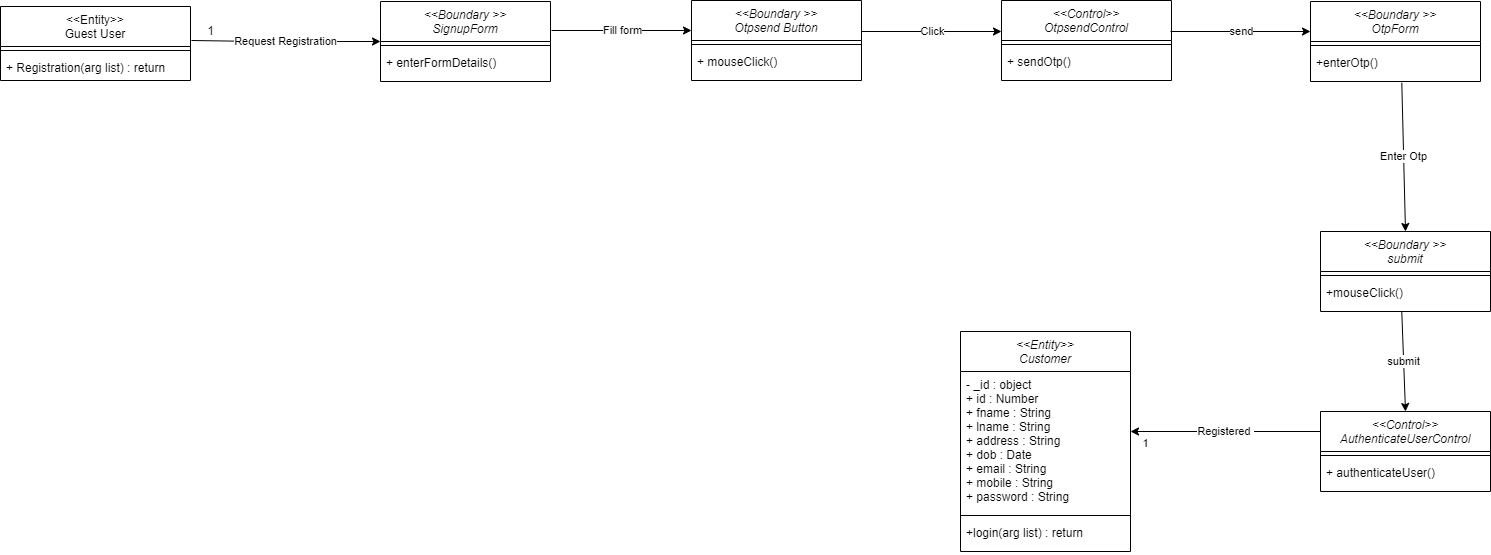 <<Entity>>
Guest User
+ Registration(arg list) : return
1
Request Registration
<<Boundary >>
SignupForm
+ enterFormDetails()
Fill form
<<Boundary >>
Otpsend Button
+ mouseClick()
Click
<<Control>>
OtpsendControl
+ sendOtp()
send
<<Boundary >>
OtpForm
+enterOtp()
Enter Otp
<<Boundary >>
submit
+mouseClick()
submit
<<Control>>
AuthenticateUserControl
+ authenticateUser()
Registered
1
<<Entity>>
Customer
- _id : object
+ id : Number
+ fname : String
+ lname : String
+ address : String
+ dob : Date
+ email : String
+ mobile : String
+ password : String
+login(arg list) : return